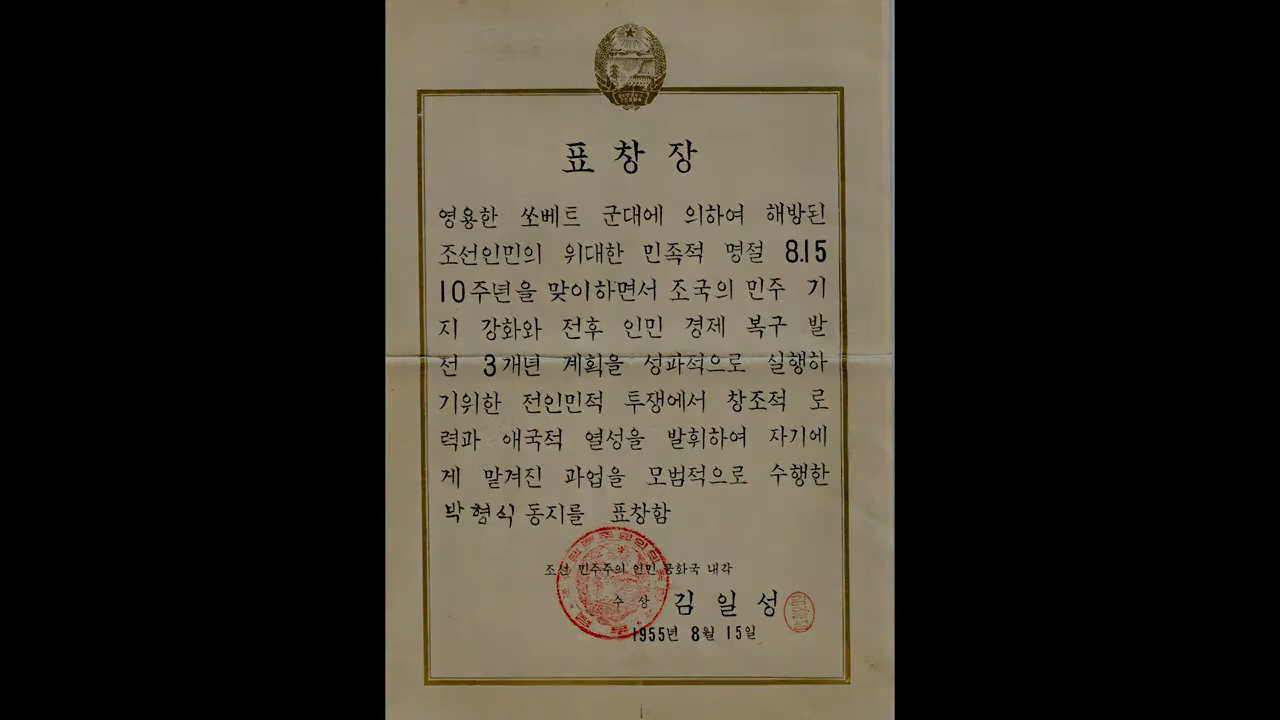 표창장
영용한 쏘베트 군대에 의하여 해방된
조선인민의 위대한 민족적 명절 8.15
10주년을 맞이하면서 조국의 민주 기
지 강화와 전후 인민 경제 복구 발
전 3개년 계획을 성과적으로 실행하
기위한 전인민적 투쟁에서 창조적 로
력과 애국적 열성을 발휘하여 자기에
게 맡겨진 과업을 모범적으로 수행한
박형식 동지를 표창함
조선 민주주의 인민 공화국 내각
수상 김일성
1955년 8월 15일